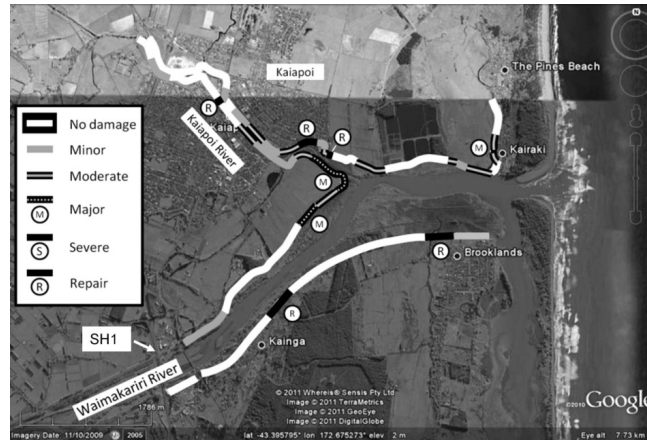 Kaiapoi
The Pines Beach
No damage
Minor
Moderate
M
Major
S
Severe
R
Repair
R
Kaiapoi River
R
R
M
Kairaki
M
M
R
Brooklands
R
Kainga
SH1
Waimakariri River
1786 m
© 2011 Whereis® Sensis Pty Ltd
Image © 2011 TerraMetrics
Image © 2011 GeoEye
Image © 2011 DigitalGlobe
©2010 Google
Imagery Date: 11/10/2009
2005
lat -43.395795° lon 172.675273° elev 2 m
Eye alt 7.73 km
N